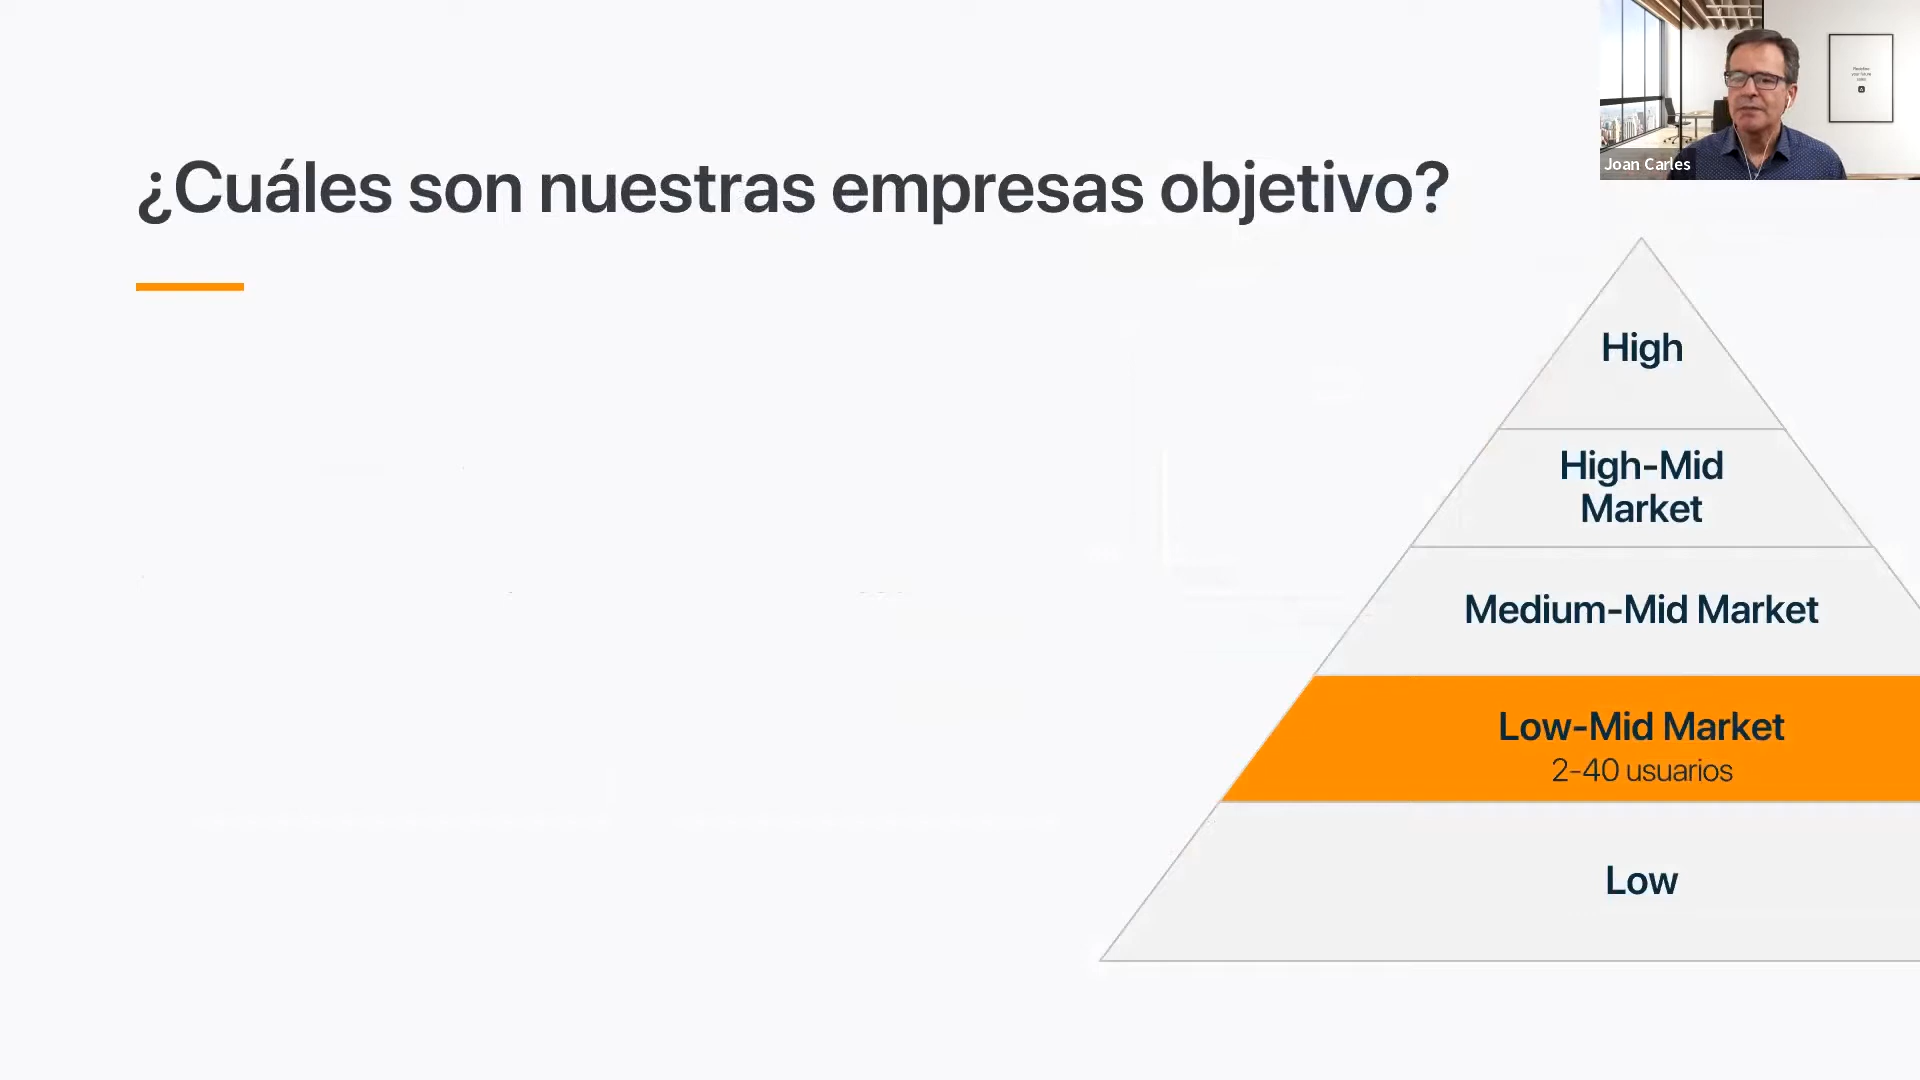 Joan Carles
¿Cuáles son nuestras empresas objetivo?
High
High-Mid
Market
Medium-Mid Market
Low-Mid Market
2-40 usuarios
Low